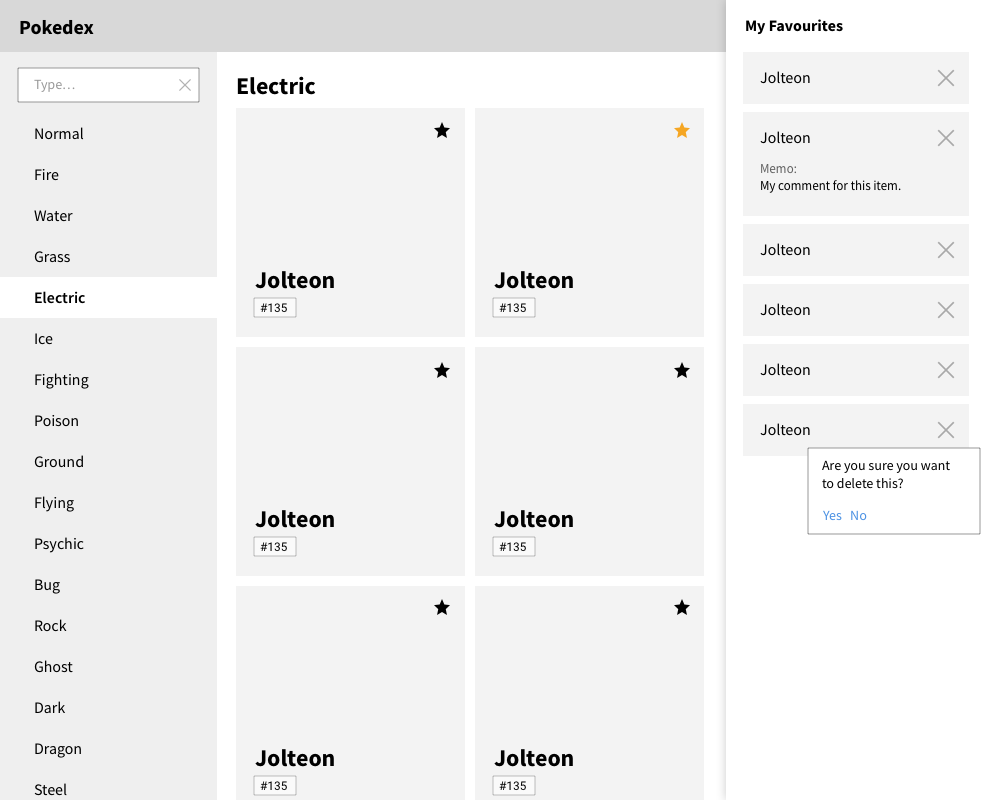 Pokedex
Type...
Normal
Fire
Water
Grass
Electric
Ice
Fighting
Poison
Ground
Flying
Psychic
Bug
Rock
Ghost
Dark
Dragon
Steel
Electric
Jolteon
#135
Jolteon
#135
Jolteon
#135
Jolteon
#135
Jolteon
#135
Jolteon
#135
My Favourites
Jolteon
Jolteon
Memo:
My comment for this item.
Jolteon
Jolteon
Jolteon
Jolteon
Are you sure you want
to delete this?
Yes No